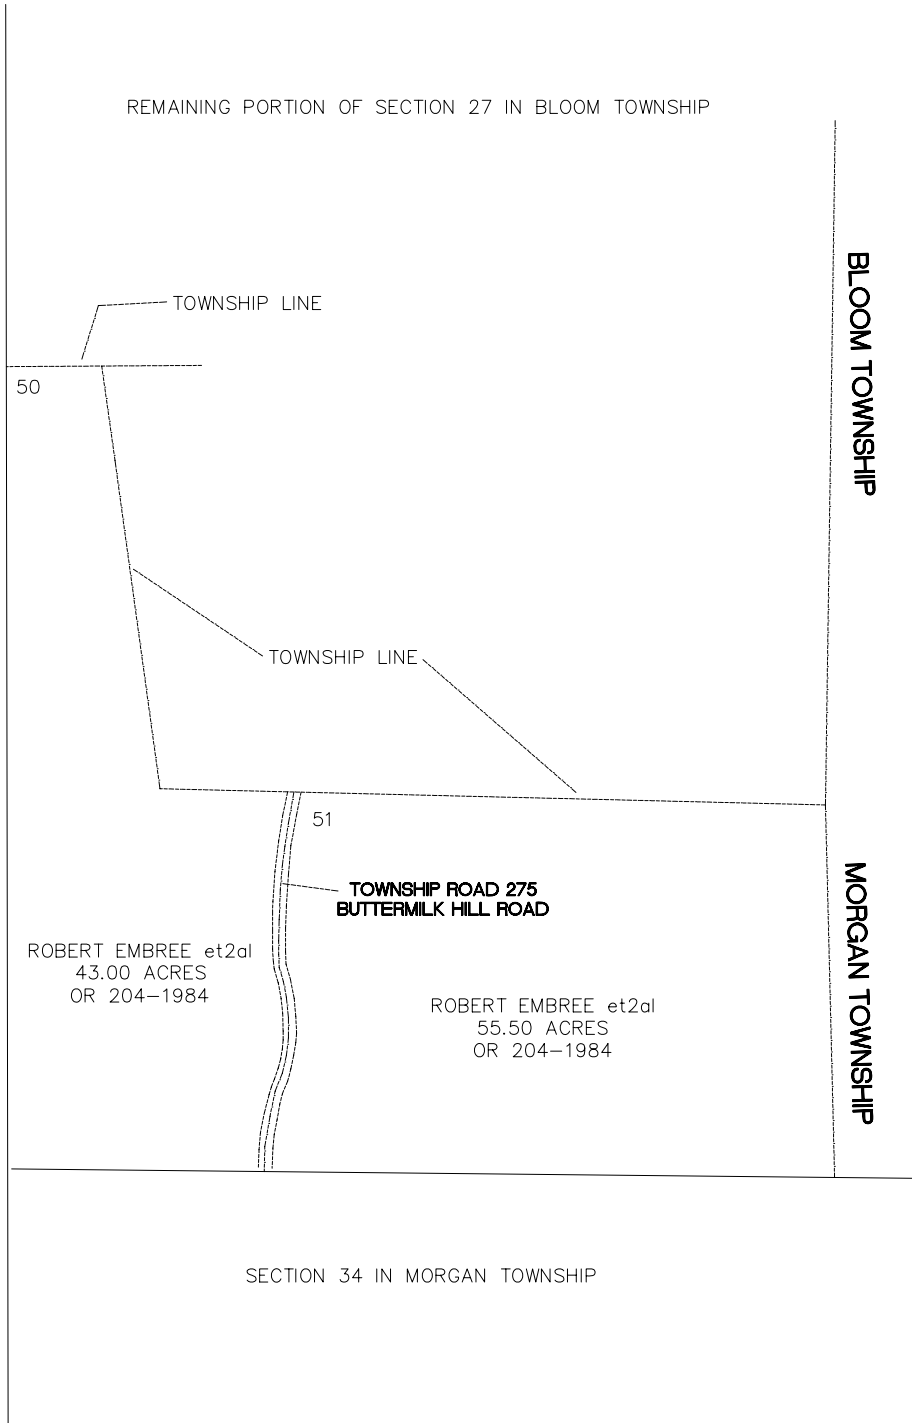 REMAINING PORTION OF SECTION 27 IN BLOOM TOWNSHIP
BLOOM TOWNSHIP
TOWNSHIP LINE
50
TOWNSHIP LINE
51
TOWNSHIP ROAD 275
BUTTERMILK HILL ROAD
MORGAN TOWNSHIP
ROBERT EMBREE et2al
43.00 ACRES
OR 204-1984
ROBERT EMBREE et2al
55.50 ACRES
OR 204-1984
SECTION 34 IN MORGAN TOWNSHIP